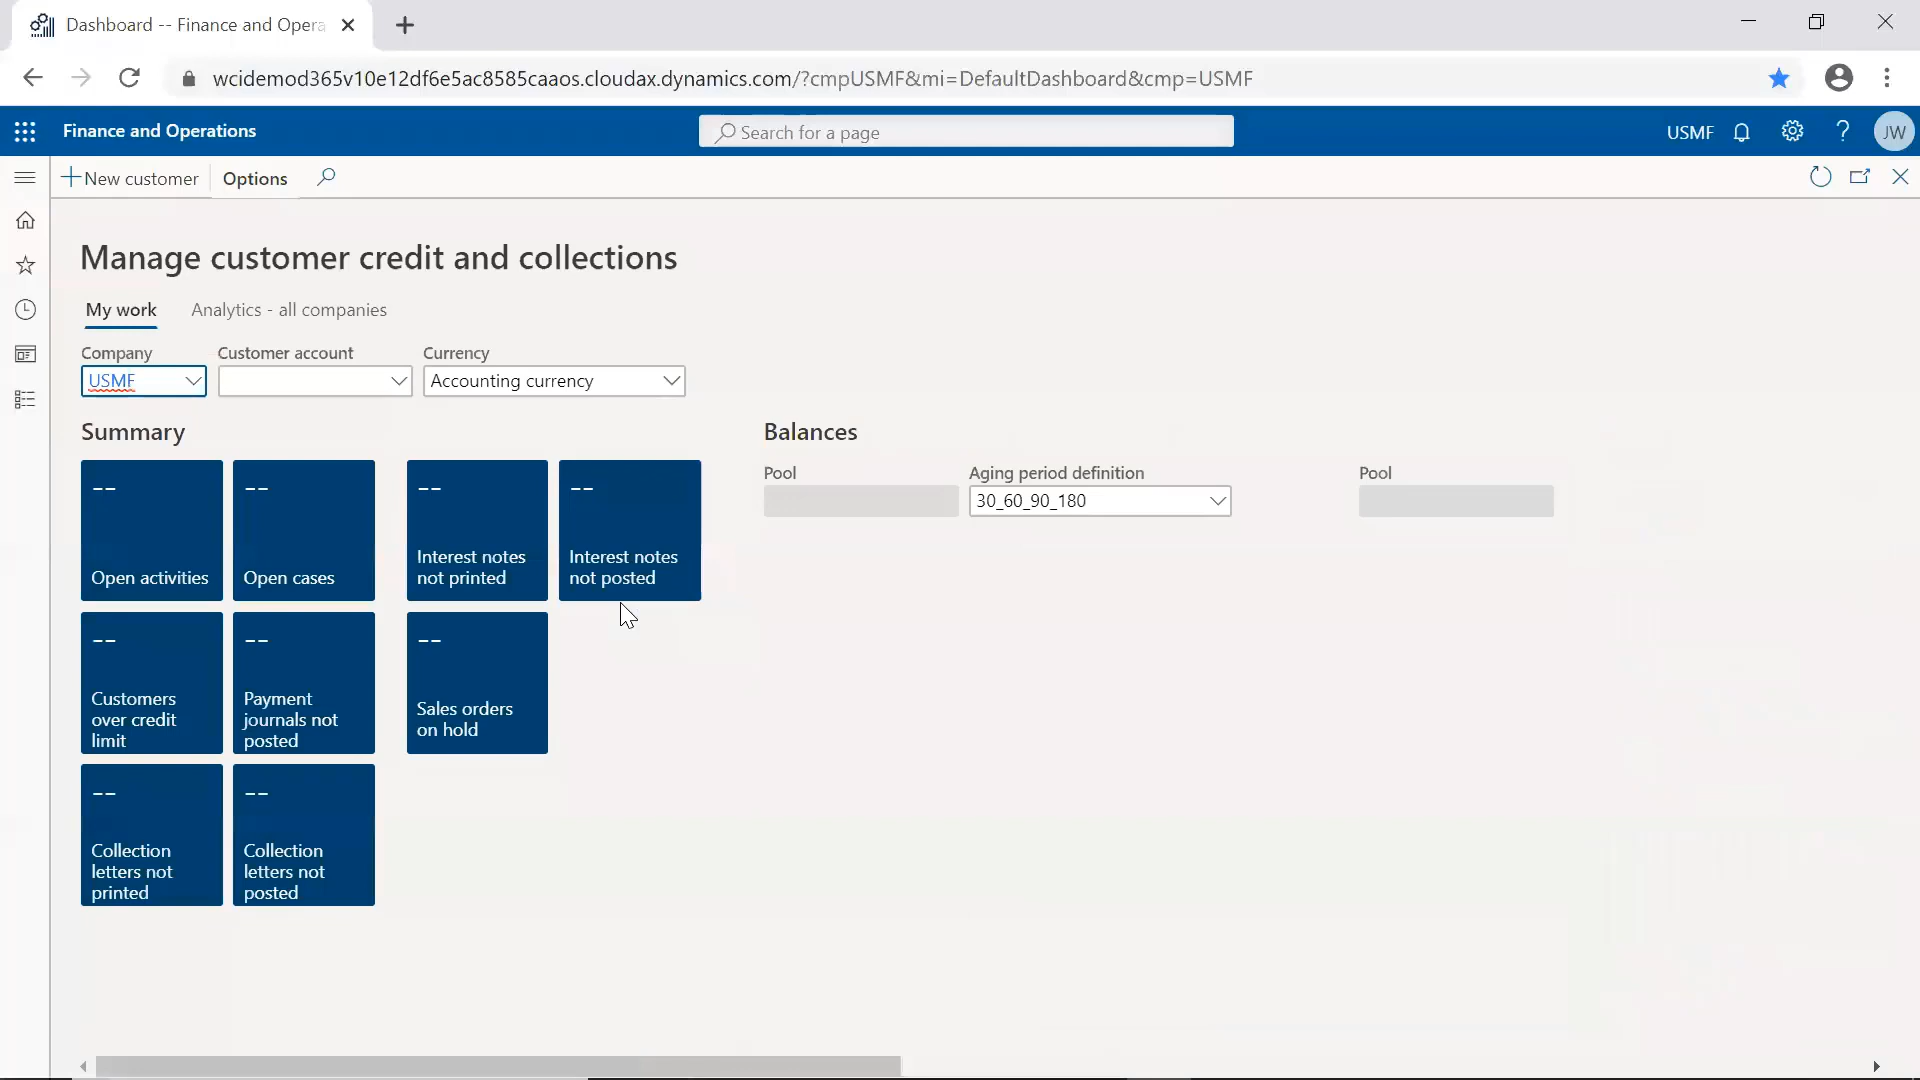 Dashboard -- Finance and Opera
wcidemod365v10e12df6e5ac8585caaos.cloudax.dynamics.com/?cmpUSMF&mi=DefaultDashboard&cmp=USMF
Finance and Operations
Search for a page
USMF
?
JW
New customer
Options
Manage customer credit and collections
My work
Analytics - all companies
Company
Customer account
Currency
USMF
Accounting currency
Summary
Balances
Pool
Aging period definition
Pool
30_60_90_180
--
Open activities
--
Open cases
--
Interest notes
not printed
--
Interest notes
not posted
--
Customers
over credit
limit
--
Payment
journals not
posted
--
Sales orders
on hold
--
Collection
letters not
printed
--
Collection
letters not
posted